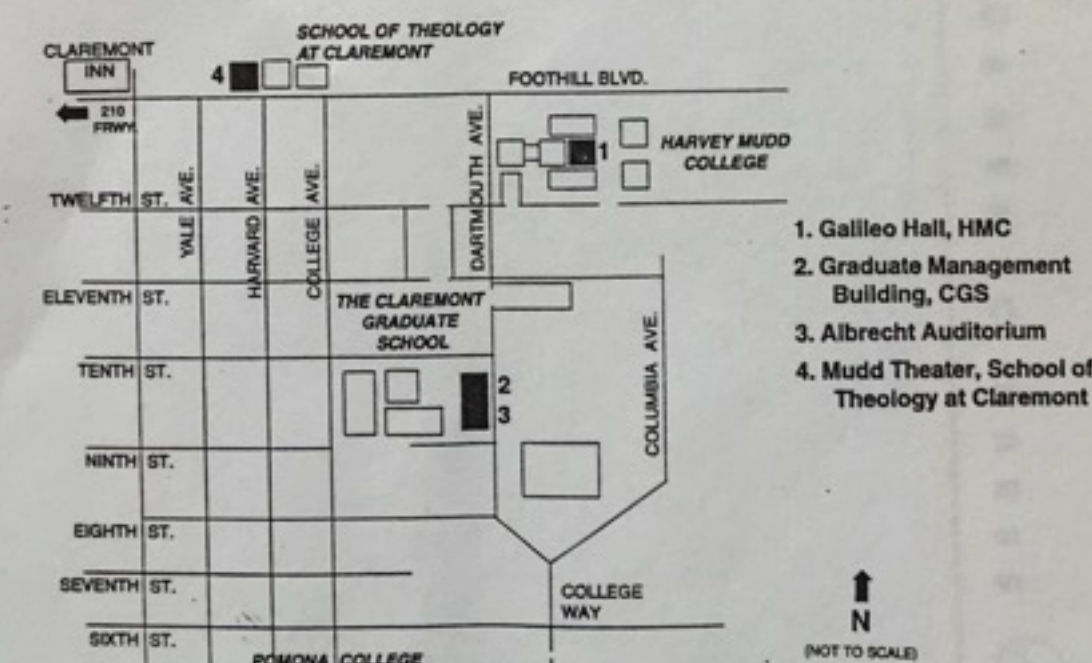 SCHOOL OF THEOLOGY
AT CLAREMONT
CLAREMONT
INN
4
FOOTHILL BLVD.
210
FRWY.
YALE AVE.
HARVARD AVE.
COLLEGE AVE.
DARTMOUTH AVE.
1
HARVEY MUDD
COLLEGE
TWELFTH ST.
1. Galileo Hall, HMC
2. Graduate Management
Building, CGS
3. Albrecht Auditorium
4. Mudd Theater, School of
Theology at Claremont
ELEVENTH ST.
THE CLAREMONT
GRADUATE
SCHOOL
COLUMBIA AVE.
TENTH ST.
2
3
NINTH ST.
EIGHTH ST.
SEVENTH ST.
COLLEGE
WAY
SIXTH ST.
N
(NOT TO SCALE)
POMONA COLLEGE